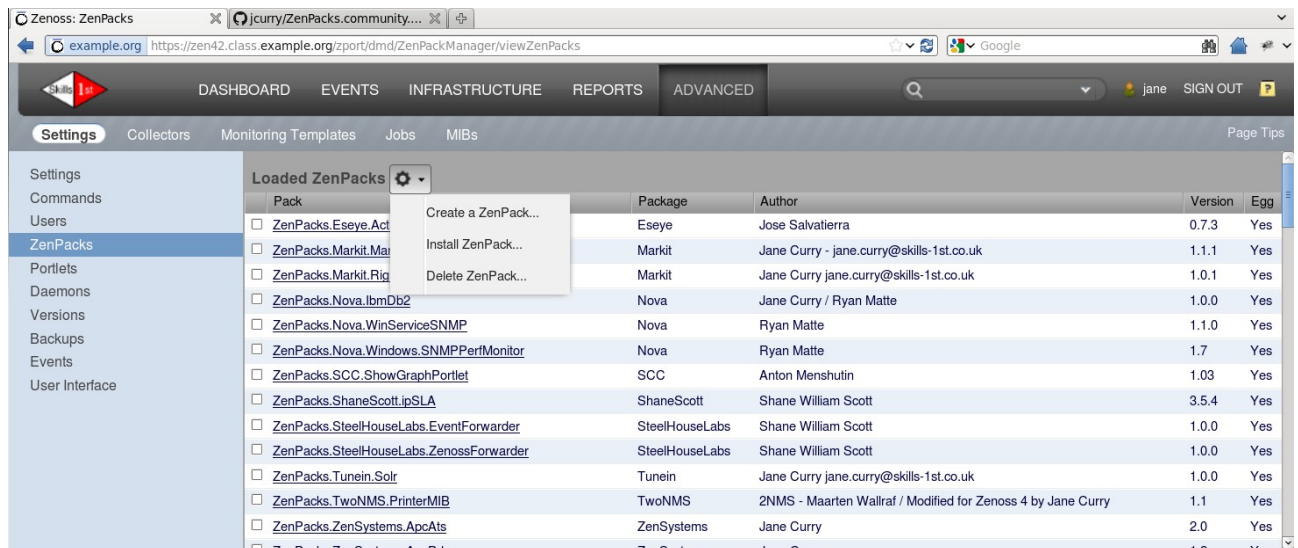 Zenoss: ZenPacks jcurry/ZenPacks.community....
example.org https://zen42.class.example.org/zport/dmd/ZenPackManager/viewZenPacks Google
Skills 1st DASHBOARD EVENTS INFRASTRUCTURE REPORTS ADVANCED jane SIGN OUT ?
Settings Collectors Monitoring Templates Jobs MIBs Page Tips
Settings
Commands
Users
ZenPacks
Portlets
Daemons
Versions
Backups
Events
User Interface
Loaded ZenPacks
Create a ZenPack...
Install ZenPack...
Delete ZenPack...
Pack Package Author Version Egg
ZenPacks.Eseye.Act Eseye Jose Salvatierra 0.7.3 Yes
ZenPacks.Markit.Mar Markit Jane Curry - jane.curry@skills-1st.co.uk 1.1.1 Yes
ZenPacks.Markit.Rig Markit Jane Curry jane.curry@skills-1st.co.uk 1.0.1 Yes
ZenPacks.Nova.IbmDb2 Nova Jane Curry / Ryan Matte 1.0.0 Yes
ZenPacks.Nova.WinServiceSNMP Nova Ryan Matte 1.1.0 Yes
ZenPacks.Nova.Windows.SNMPPerfMonitor Nova Ryan Matte 1.7 Yes
ZenPacks.SCC.ShowGraphPortlet SCC Anton Menshutin 1.03 Yes
ZenPacks.ShaneScott.ipSLA ShaneScott Shane William Scott 3.5.4 Yes
ZenPacks.SteelHouseLabs.EventForwarder SteelHouseLabs Shane William Scott 1.0.0 Yes
ZenPacks.SteelHouseLabs.ZenossForwarder SteelHouseLabs Shane William Scott 1.0.0 Yes
ZenPacks.Tunein.Solr Tunein Jane Curry jane.curry@skills-1st.co.uk 1.0.0 Yes
ZenPacks.TwoNMS.PrinterMIB TwoNMS 2NMS - Maarten Wallraf / Modified for Zenoss 4 by Jane Curry 1.1 Yes
ZenPacks.ZenSystems.ApcAts ZenSystems Jane Curry 2.0 Yes